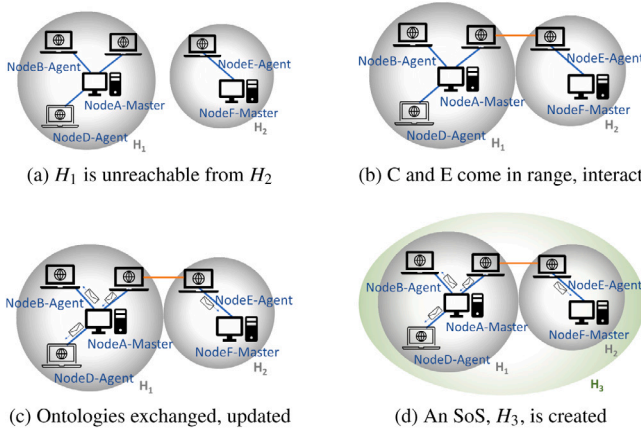 NodeB-Agent
NodeA-Master
NodeD-Agent
H1
NodeE-Agent
NodeF-Master
H2
(a) H1 is unreachable from H2
NodeB-Agent
NodeA-Master
NodeD-Agent
H1
NodeE-Agent
NodeF-Master
H2
(b) C and E come in range, interact
NodeB-Agent
NodeA-Master
NodeD-Agent
H1
NodeE-Agent
NodeF-Master
H2
(c) Ontologies exchanged, updated
NodeB-Agent
NodeA-Master
NodeD-Agent
H1
NodeE-Agent
NodeF-Master
H2
H3
(d) An SoS, H3, is created